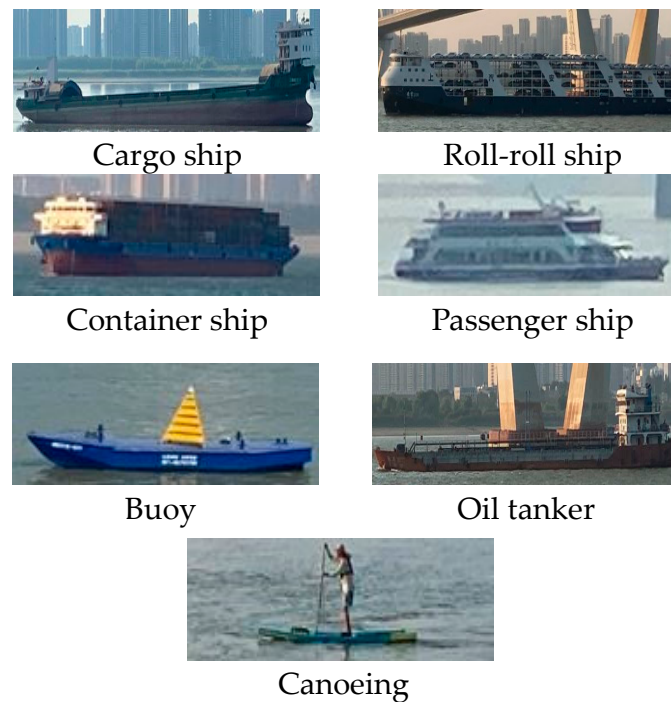 Cargo ship
Roll-roll ship
Container ship
Passenger ship
Buoy
Oil tanker
Canoeing